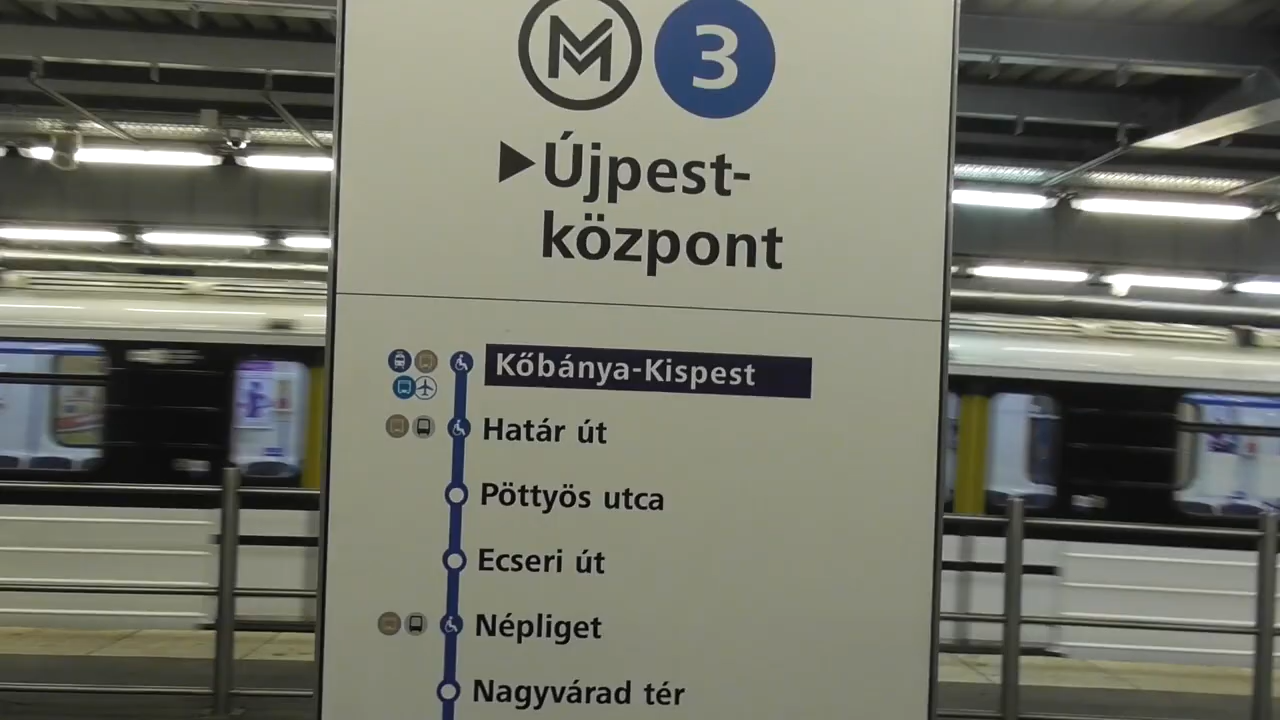 M 3
Újpest-
központ
Kőbánya-Kispest
Határ út
Pöttyös utca
Ecseri út
Népliget
Nagyvárad tér